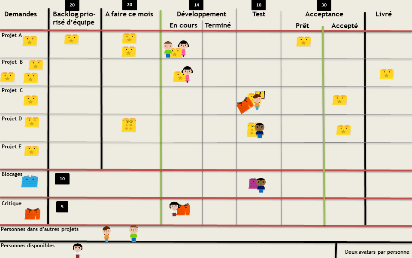 20 20 14 10 30
Demandes Backlog prio- A faire ce mois Développement Test Acceptance Livré
risé d'équipe En cours Terminé Prêt Accepté
Projet A
Projet B
Projet C
Projet D
Projet E
Blocages 10
Critique 5
Personnes dans d'autres projets
Personnes disponibles
Deux avatars par personne